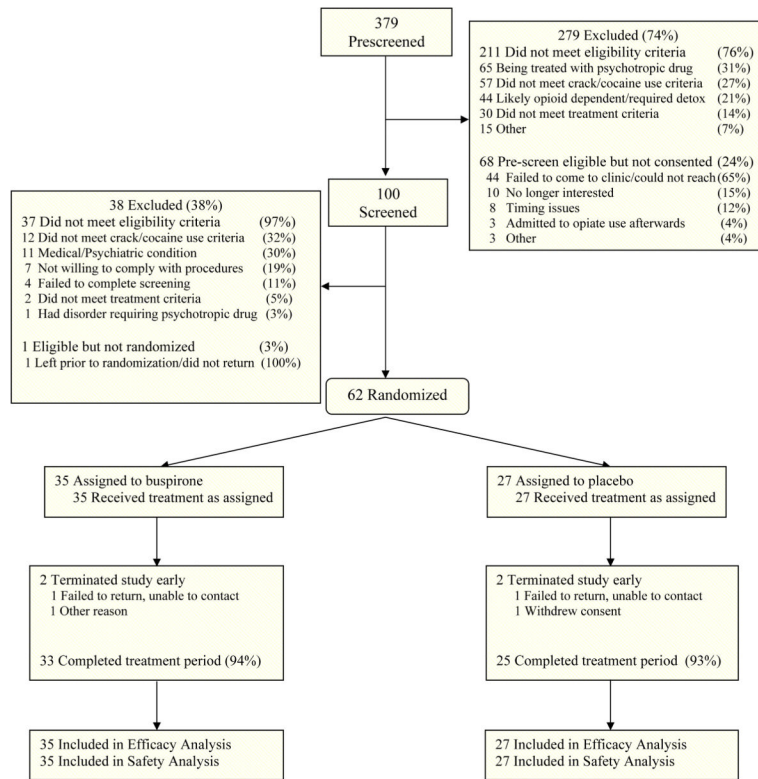 379
Prescreened
279 Excluded (74%)
211 Did not meet eligibility criteria (76%)
65 Being treated with psychotropic drug (31%)
57 Did not meet crack/cocaine use criteria (27%)
44 Likely opioid dependent/required detox (21%)
30 Did not meet treatment criteria (14%)
15 Other (7%)
68 Pre-screen eligible but not consented (24%)
44 Failed to come to clinic/could not reach (65%)
10 No longer interested (15%)
8 Timing issues (12%)
3 Admitted to opiate use afterwards (4%)
3 Other (4%)
100
Screened
38 Excluded (38%)
37 Did not meet eligibility criteria (97%)
12 Did not meet crack/cocaine use criteria (32%)
11 Medical/Psychiatric condition (30%)
7 Not willing to comply with procedures (19%)
4 Failed to complete screening (11%)
2 Did not meet treatment criteria (5%)
1 Had disorder requiring psychotropic drug (3%)
1 Eligible but not randomized (3%)
1 Left prior to randomization/did not return (100%)
62 Randomized
35 Assigned to buspirone
35 Received treatment as assigned
27 Assigned to placebo
27 Received treatment as assigned
2 Terminated study early
1 Failed to return, unable to contact
1 Other reason
33 Completed treatment period (94%)
2 Terminated study early
1 Failed to return, unable to contact
1 Withdrew consent
25 Completed treatment period (93%)
35 Included in Efficacy Analysis
35 Included in Safety Analysis
27 Included in Efficacy Analysis
27 Included in Safety Analysis